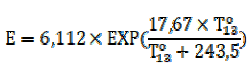 E = 6,112 × EXP(17,67 × T°₁₃ / T°₁₃ + 243,5)